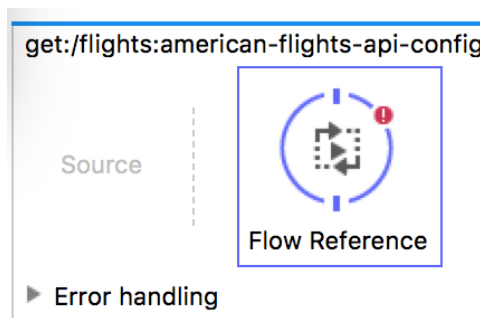 get:/flights:american-flights-api-config
Source
Flow Reference
Error handling